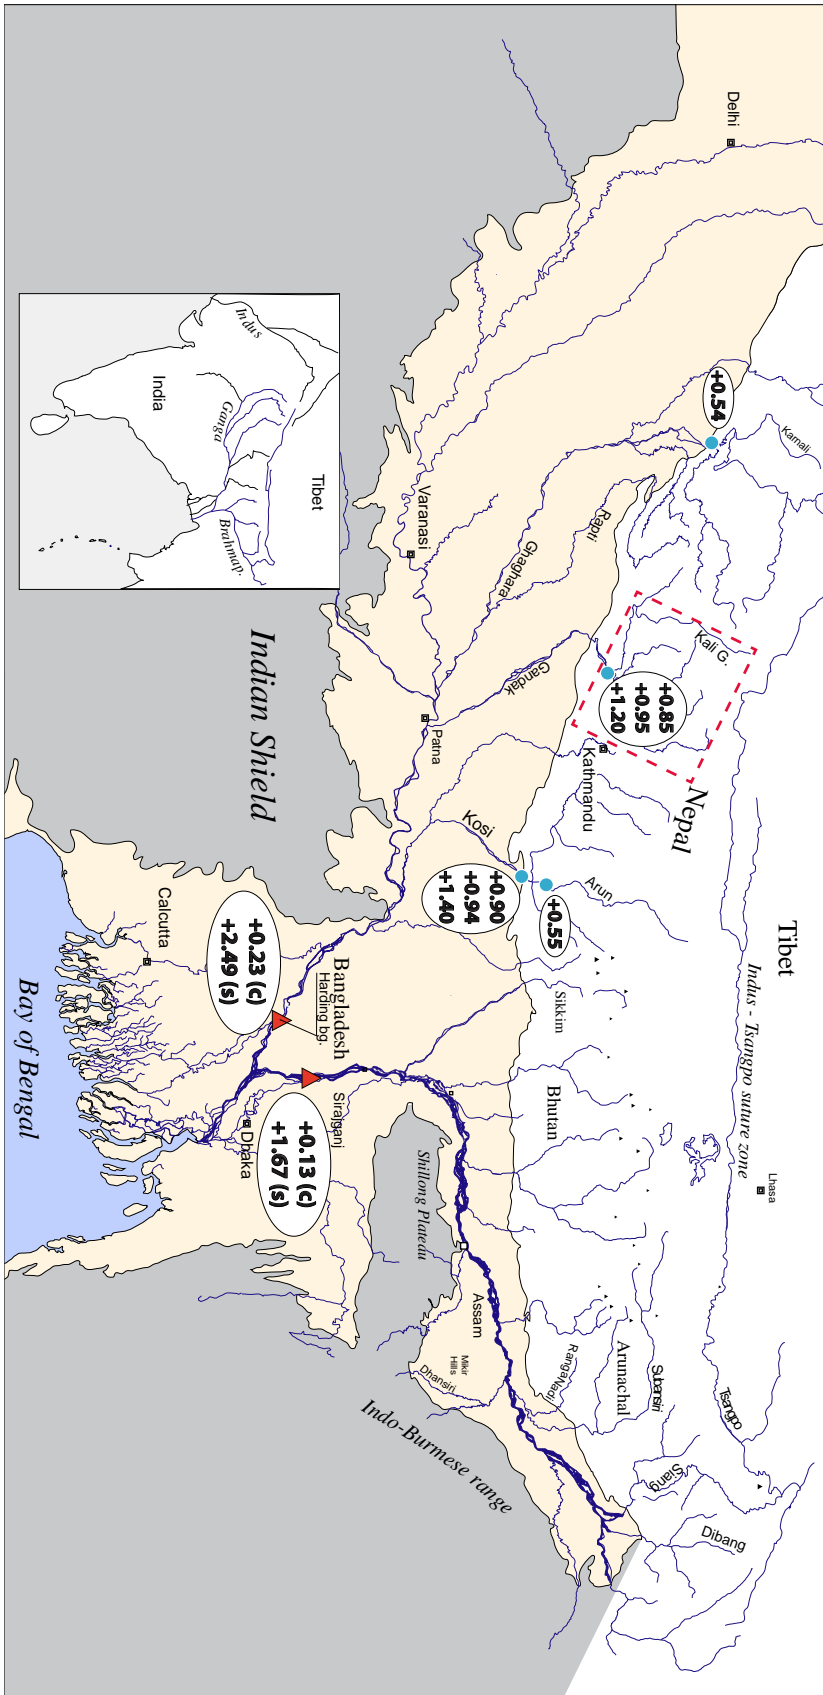 Delhi
+0.54
Karnali
Indus
India
Ganga
Tibet
Brahmap.
Varanasi
Rapti
Ghaghara
Kali G.
Gandak
+0.85
+0.95
+1.20
Indian Shield
Patna
Kathmandu
Nepal
Kosi
Arun
+0.90
+0.94
+1.40
+0.55
Tibet
Indus - Tsangpo suture zone
Calcutta
+0.23 (c)
+2.49 (s)
Bangladesh
Harding bg.
Sikkim
Bay of Bengal
Bhutan
Sirajganj
Dhaka
+0.13 (c)
+1.67 (s)
Shillong Plateau
Lhasa
Assam
Mikir
Hills
Dhansiri
RangaNadi
Arunachal
Subansiri
Tsangpo
Indo-Burmese range
Siang
Dibang